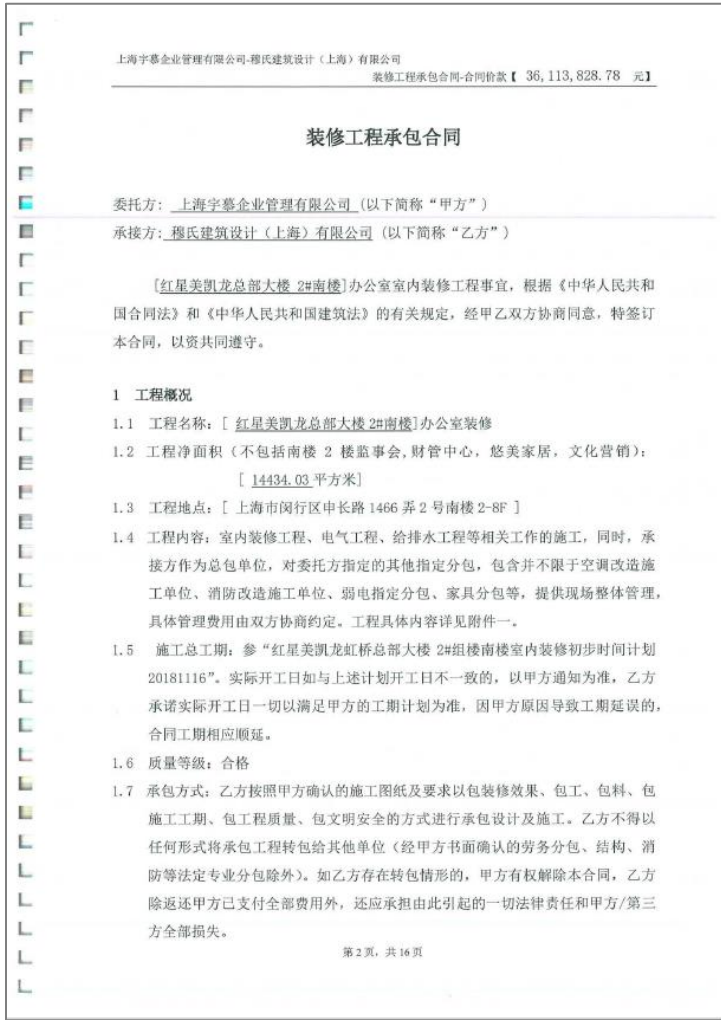 上海宇慕企业管理有限公司-穆氏建筑设计（上海）有限公司
装修工程承包合同-合同价款【 36,113,828.78 元】
装修工程承包合同
委托方: 上海宇慕企业管理有限公司 (以下简称“甲方”)
承接方: 穆氏建筑设计（上海）有限公司 (以下简称“乙方”)
[红星美凯龙总部大楼 2#南楼]办公室室内装修工程事宜，根据《中华人民共和
国合同法》和《中华人民共和国建筑法》的有关规定，经甲乙双方协商同意，特签订
本合同，以资共同遵守。
1 工程概况
1.1 工程名称: [ 红星美凯龙总部大楼 2#南楼]办公室装修
1.2 工程净面积（不包括南楼 2 楼监事会,财管中心，悠美家居，文化营销）:
[ 14434.03 平方米]
1.3 工程地点: [ 上海市闵行区申长路 1466 弄 2 号南楼 2-8F ]
1.4 工程内容: 室内装修工程、电气工程、给排水工程等相关工作的施工，同时，承
接方作为总包单位，对委托方指定的其他指定分包，包含并不限于空调改造施
工单位、消防改造施工单位、弱电指定分包、家具分包等，提供现场整体管理，
具体管理费用由双方协商约定。工程具体内容详见附件一。
1.5 施工总工期: 参“红星美凯龙虹桥总部大楼 2#组楼南楼室内装修初步时间计划
20181116”。实际开工日如与上述计划开工日不一致的，以甲方通知为准，乙方
承诺实际开工日一切以满足甲方的工期计划为准，因甲方原因导致工期延误的，
合同工期相应顺延。
1.6 质量等级: 合格
1.7 承包方式: 乙方按照甲方确认的施工图纸及要求以包装修效果、包工、包料、包
施工工期、包工程质量、包文明安全的方式进行承包设计及施工。乙方不得以
任何形式将承包工程转包给其他单位（经甲方书面确认的劳务分包、结构、消
防等法定专业分包除外）。如乙方存在转包情形的，甲方有权解除本合同，乙方
除返还甲方已支付全部费用外，还应承担由此引起的一切法律责任和甲方/第三
方全部损失。
第 2 页，共 16 页